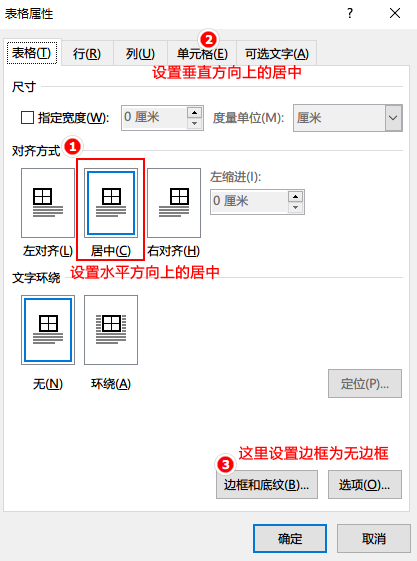 表格属性
? ×
2
表格(T) 行(R) 列(U) 单元格(E) 可选文字(A)
设置垂直方向上的居中
尺寸
指定宽度(W): 0 厘米 度量单位(M): 厘米
对齐方式 1
左缩进(I):
0 厘米
左对齐(L) 居中(C) 右对齐(H)
设置水平方向上的居中
文字环绕
无(N) 环绕(A) 定位(P)...
这里设置边框为无边框
3
边框和底纹(B)... 选项(O)...
确定 取消